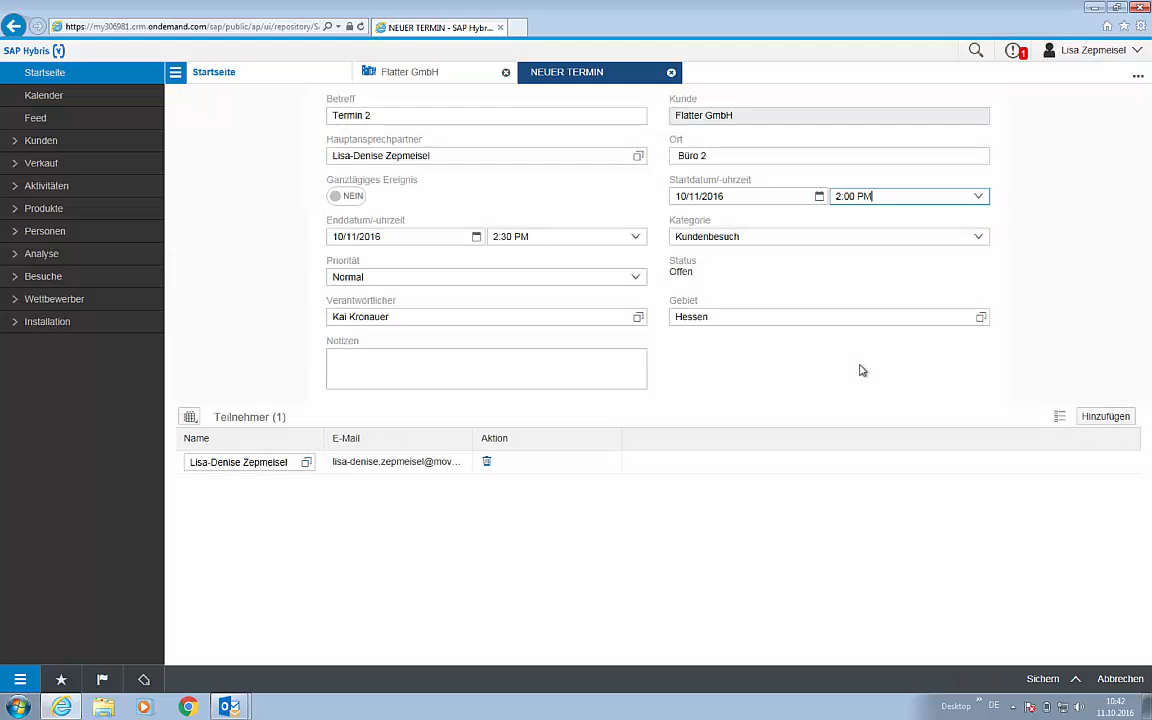 https://my306981.crm.ondemand.com/sap/public/ap/ui/repository/S
NEUER TERMIN - SAP Hybr...
SAP Hybris (y)
1
Lisa Zepmeisel
Startseite
Kalender
Feed
Kunden
Verkauf
Aktivitäten
Produkte
Personen
Analyse
Besuche
Wettbewerber
Installation
Startseite
Flatter GmbH
NEUER TERMIN
Betreff
Termin 2
Kunde
Flatter GmbH
Hauptansprechpartner
Lisa-Denise Zepmeisel
Ort
Büro 2
Ganztägiges Ereignis
NEIN
Startdatum/-uhrzeit
10/11/2016 2:00 PM
Enddatum/-uhrzeit
10/11/2016 2:30 PM
Kategorie
Kundenbesuch
Priorität
Normal
Status
Offen
Verantwortlicher
Kai Kronauer
Gebiet
Hessen
Notizen
Teilnehmer (1)
Hinzufügen
Name E-Mail Aktion
Lisa-Denise Zepmeisel lisa-denise.zepmeisel@mov...
Sichern Abbrechen
Desktop » DE 10:42
11.10.2016